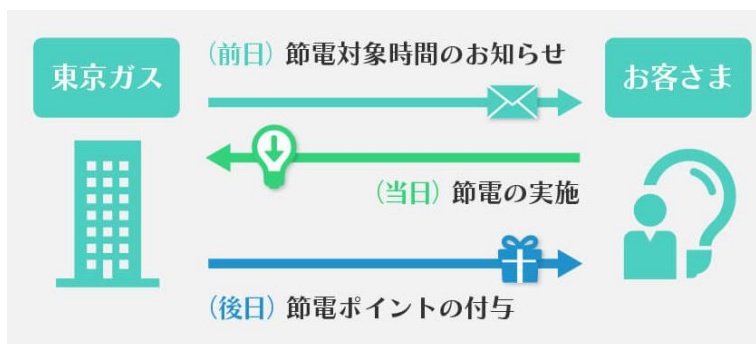 東京ガス
(前日) 節電対象時間のお知らせ
お客さま
(当日) 節電の実施
(後日) 節電ポイントの付与